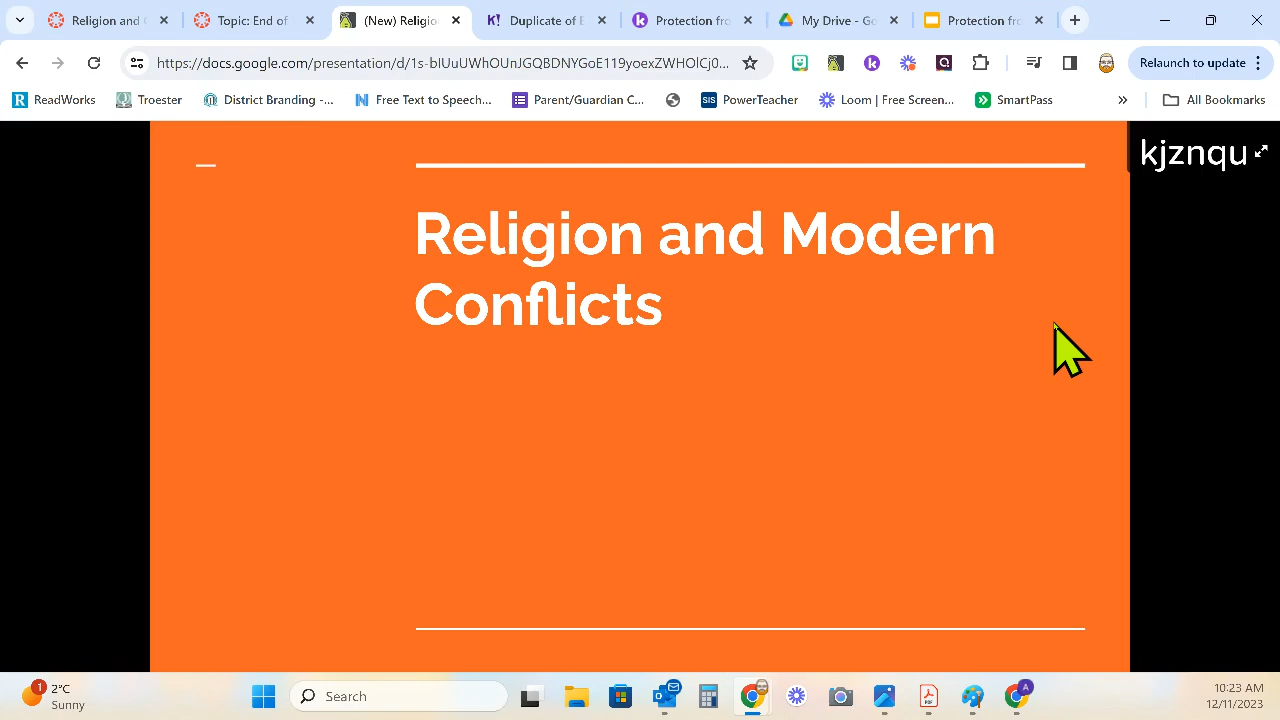 Religion and
Topic: End of
(New) Religio
Duplicate of E
Protection fro
My Drive - Go
Protection fro
https://docs.google.com/presentation/d/1s-bIUuUWhOUnJGQBDNYGoE119yoexZWHOlCj0...
Relaunch to update
ReadWorks
Troester
District Branding -...
Free Text to Speech...
Parent/Guardian C...
SIS
PowerTeacher
Loom | Free Screen...
SmartPass
All Bookmarks
kjznqu
Religion and Modern
Conflicts
1
2°C
Sunny
Search
10:23 AM
12/11/2023